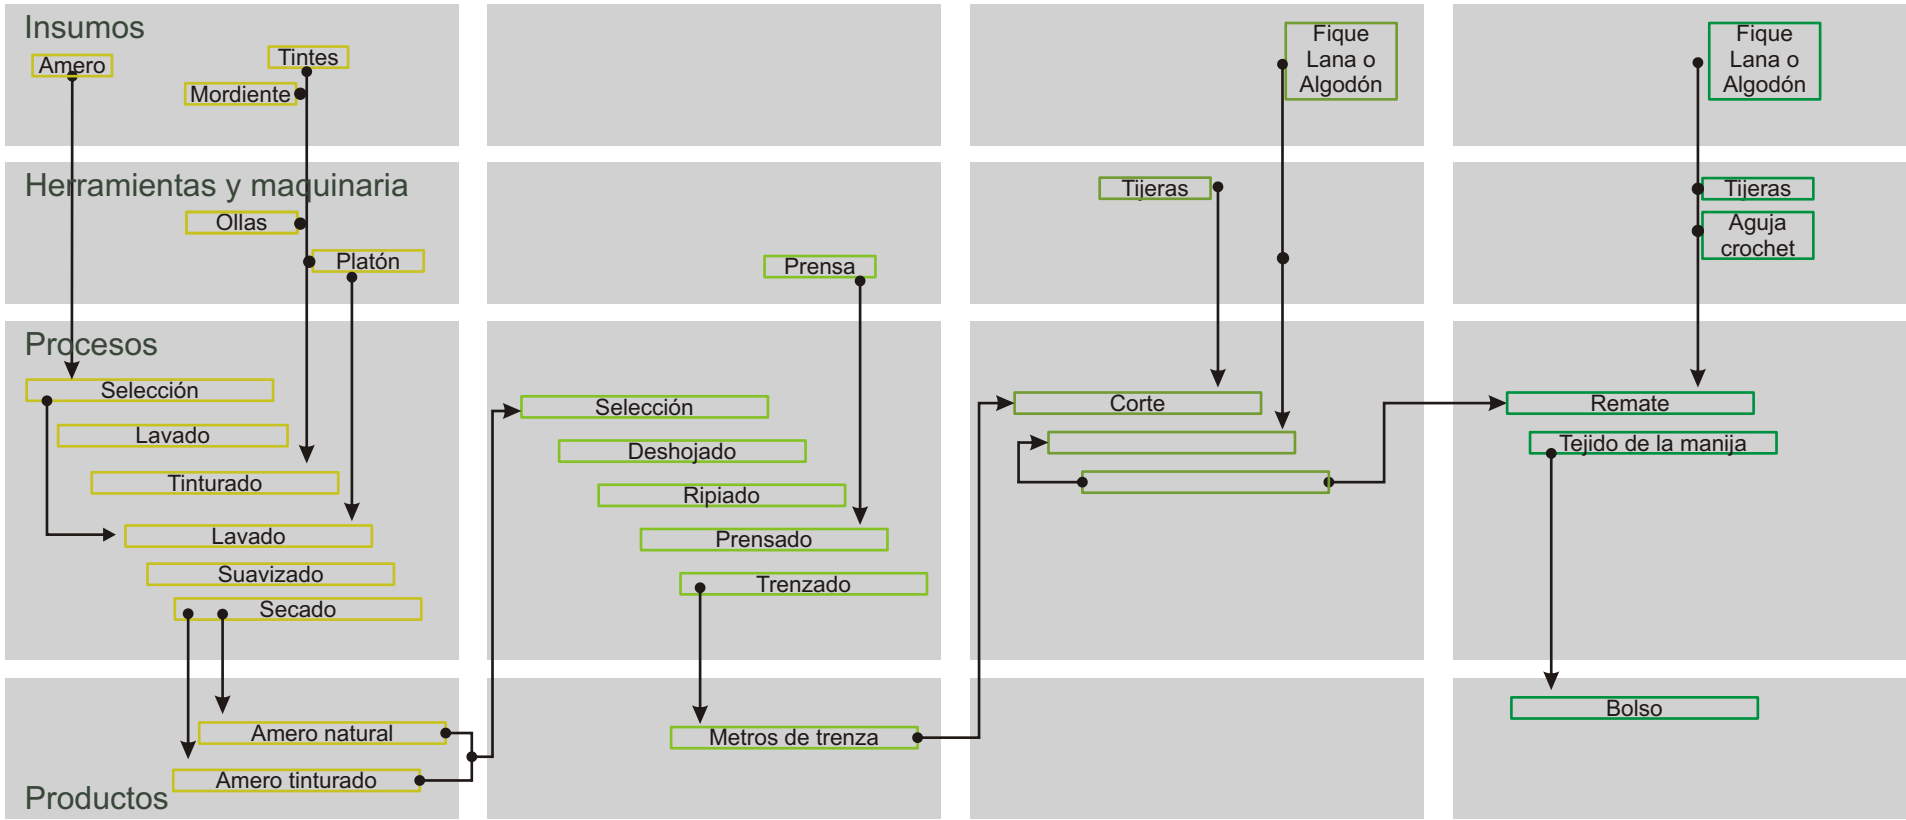 Insumos
Amero
Tintes
Mordiente
Fique
Lana o
Algodón
Fique
Lana o
Algodón
Herramientas y maquinaria
Ollas
Platón
Prensa
Tijeras
Tijeras
Aguja
crochet
Procesos
Selección
Lavado
Tinturado
Lavado
Suavizado
Secado
Selección
Deshojado
Ripiado
Prensado
Trenzado
Corte
Remate
Tejido de la manija
Amero natural
Amero tinturado
Metros de trenza
Bolso
Productos